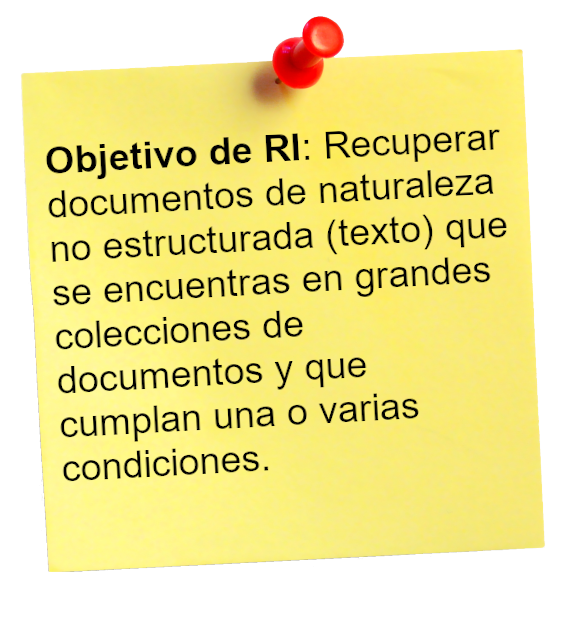 Objetivo de RI: Recuperar
documentos de naturaleza
no estructurada (texto) que
se encuentras en grandes
colecciones de
documentos y que
cumplan una o varias
condiciones.